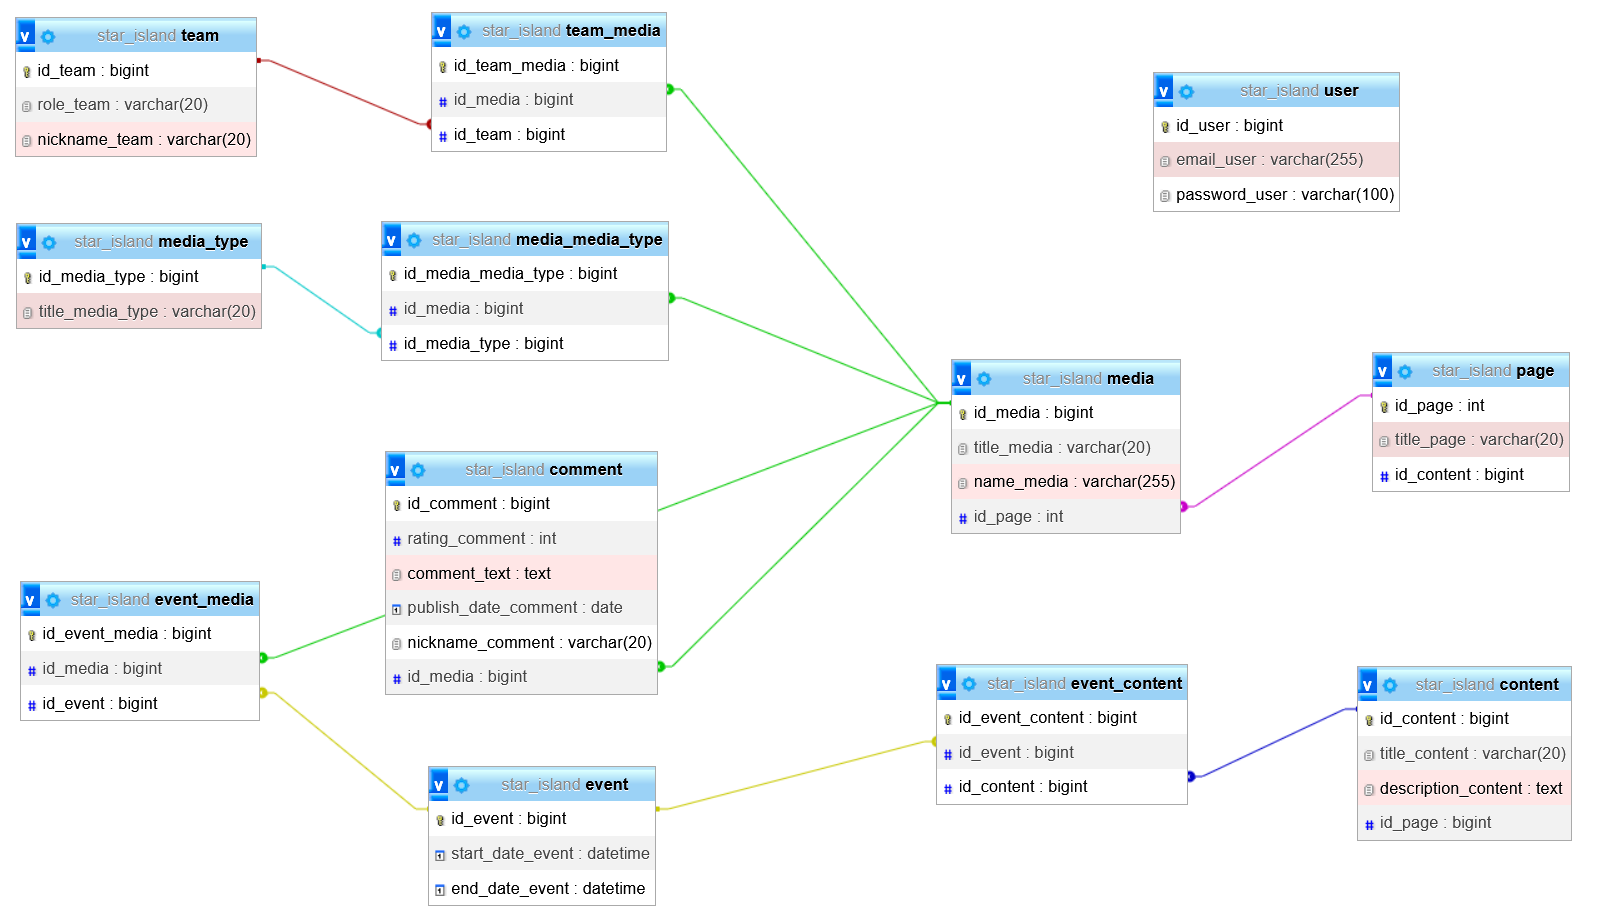 v star_island team
id_team : bigint
role_team : varchar(20)
nickname_team : varchar(20)
v star_island team_media
id_team_media : bigint
# id_media : bigint
# id_team : bigint
v star_island user
id_user : bigint
email_user : varchar(255)
password_user : varchar(100)
v star_island media_type
id_media_type : bigint
title_media_type : varchar(20)
v star_island media_media_type
id_media_media_type : bigint
# id_media : bigint
# id_media_type : bigint
v star_island media
id_media : bigint
title_media : varchar(20)
name_media : varchar(255)
# id_page : int
v star_island page
id_page : int
title_page : varchar(20)
# id_content : bigint
v star_island comment
id_comment : bigint
# rating_comment : int
comment_text : text
publish_date_comment : date
nickname_comment : varchar(20)
# id_media : bigint
v star_island event_media
id_event_media : bigint
# id_media : bigint
# id_event : bigint
v star_island event_content
id_event_content : bigint
# id_event : bigint
# id_content : bigint
v star_island content
id_content : bigint
title_content : varchar(20)
description_content : text
# id_page : bigint
v star_island event
id_event : bigint
start_date_event : datetime
end_date_event : datetime